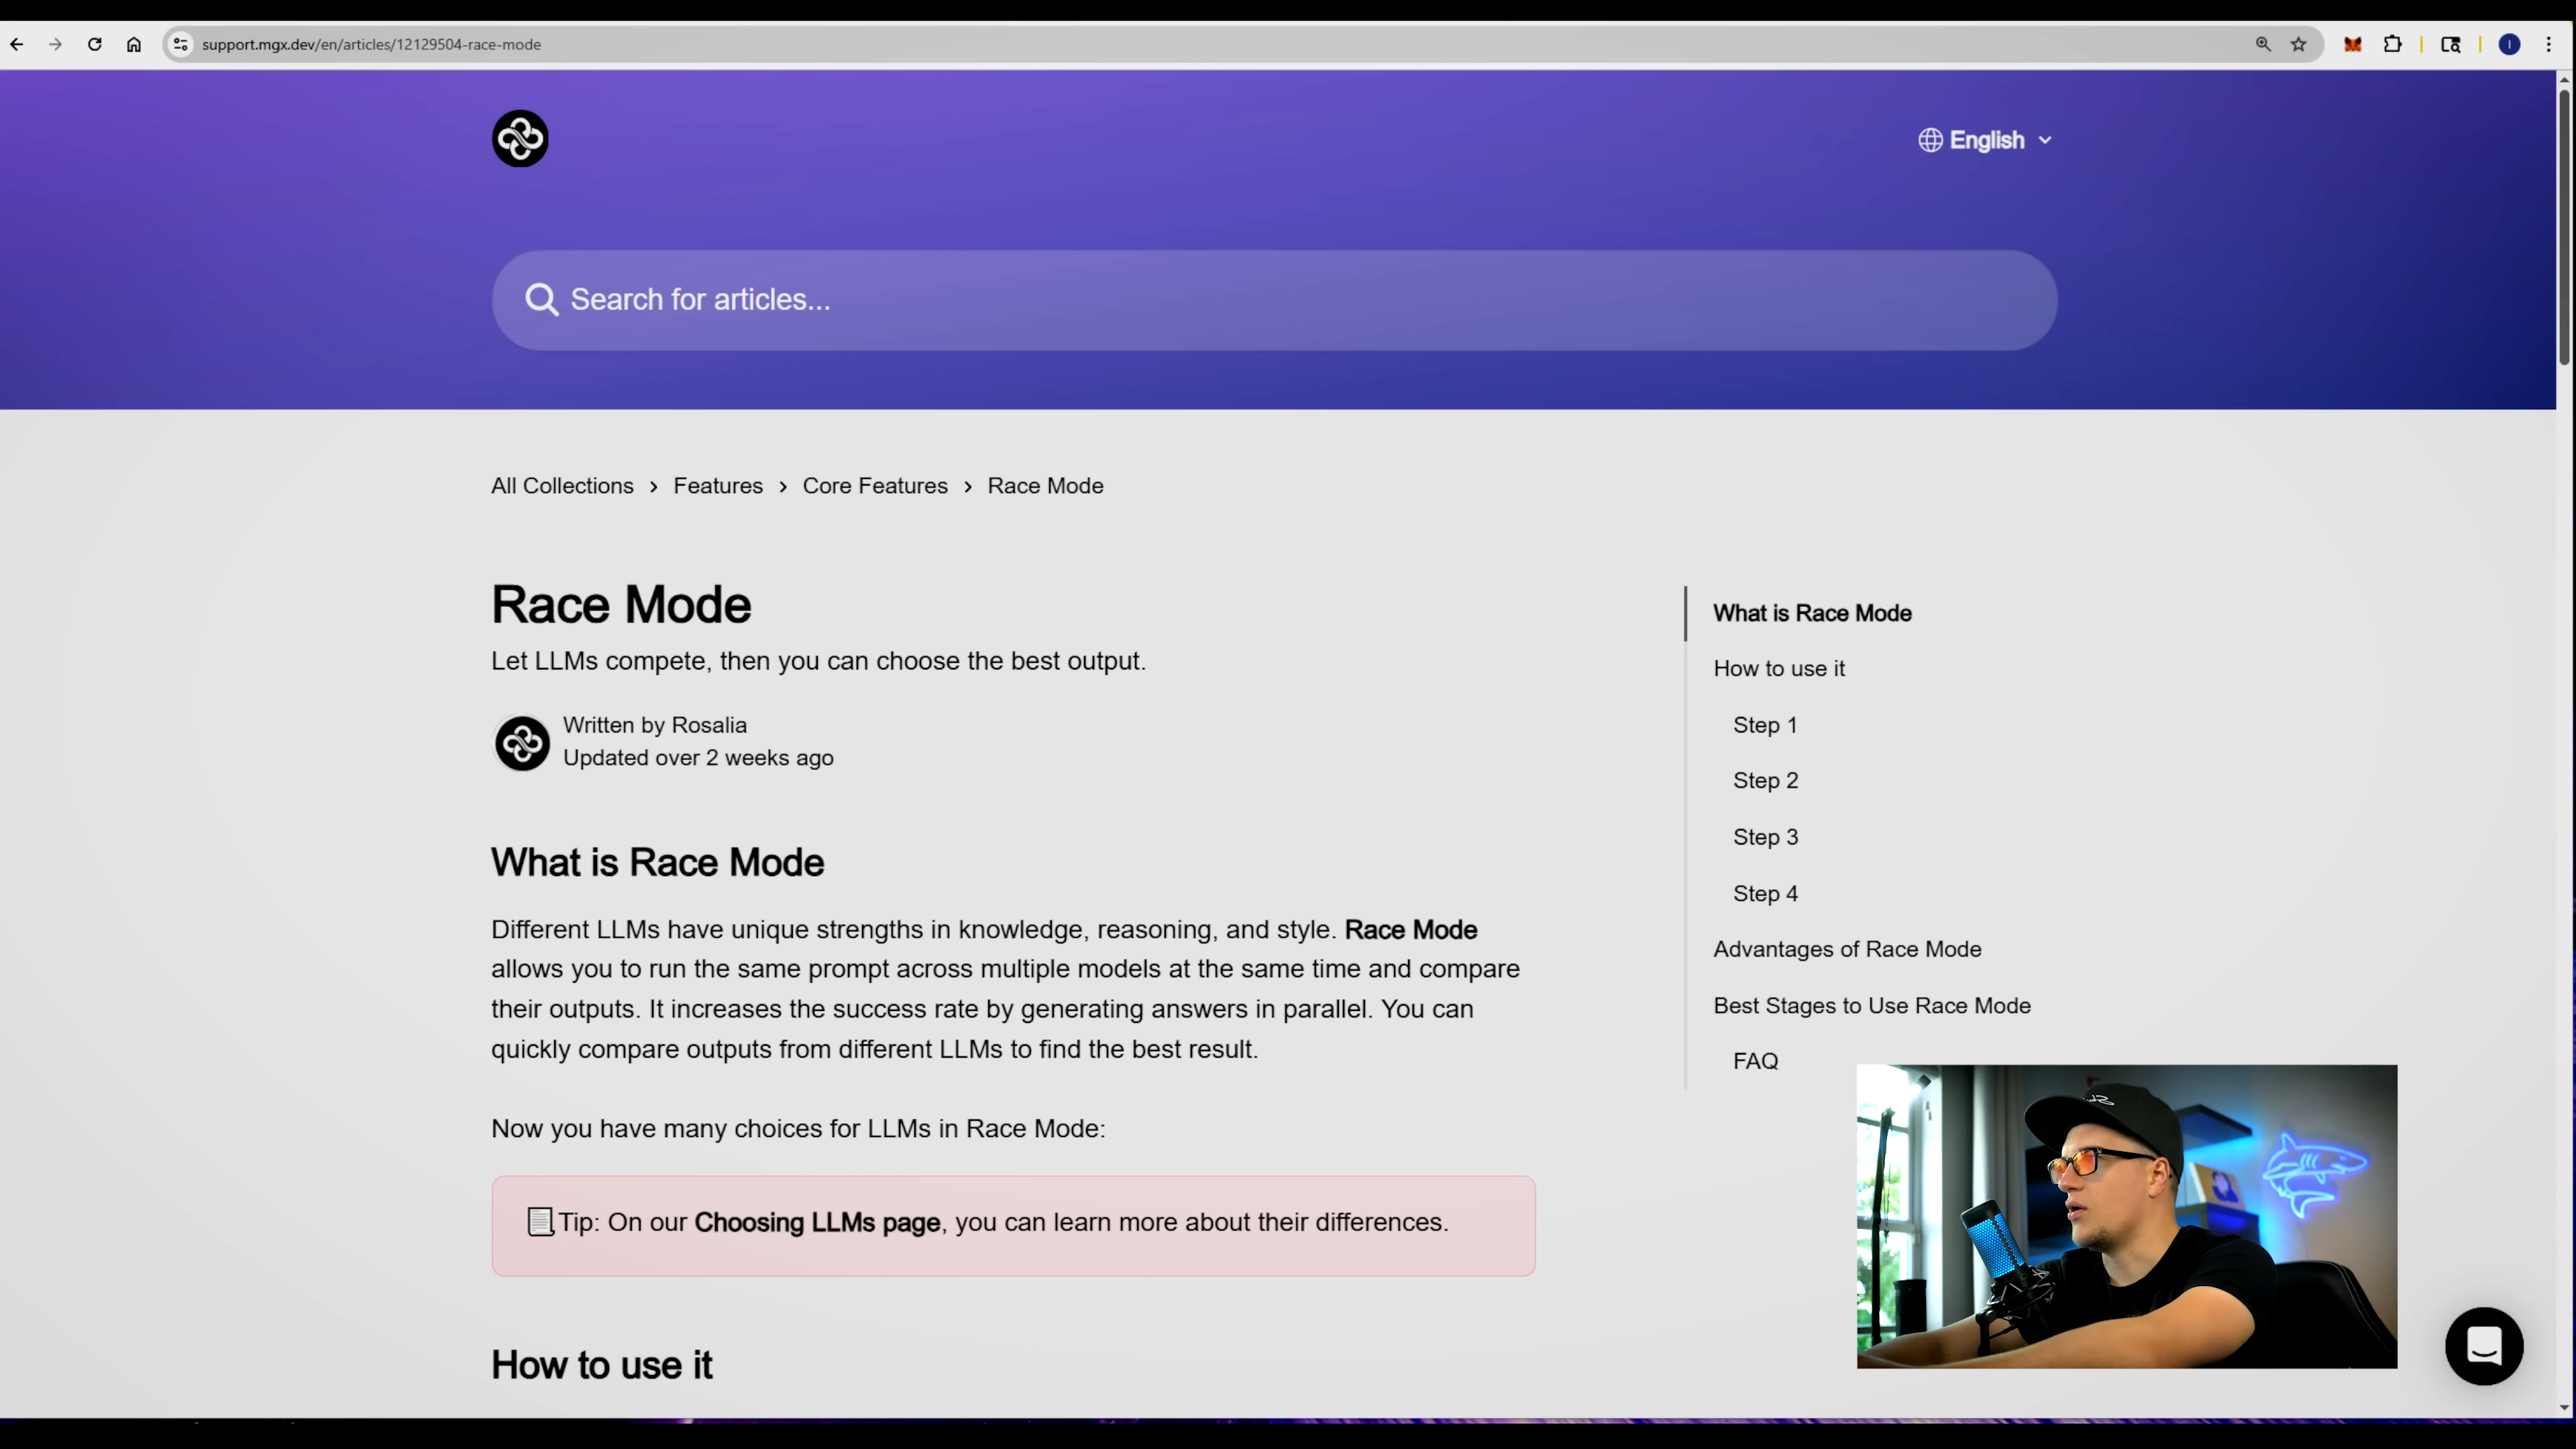 support.mgx.dev/en/articles/12129504-race-mode
English
Search for articles...
All Collections > Features > Core Features > Race Mode
Race Mode
Let LLMs compete, then you can choose the best output.
Written by Rosalia
Updated over 2 weeks ago
What is Race Mode
Different LLMs have unique strengths in knowledge, reasoning, and style. Race Mode
allows you to run the same prompt across multiple models at the same time and compare
their outputs. It increases the success rate by generating answers in parallel. You can
quickly compare outputs from different LLMs to find the best result.
Now you have many choices for LLMs in Race Mode:
Tip: On our Choosing LLMs page, you can learn more about their differences.
How to use it
What is Race Mode
How to use it
Step 1
Step 2
Step 3
Step 4
Advantages of Race Mode
Best Stages to Use Race Mode
FAQ